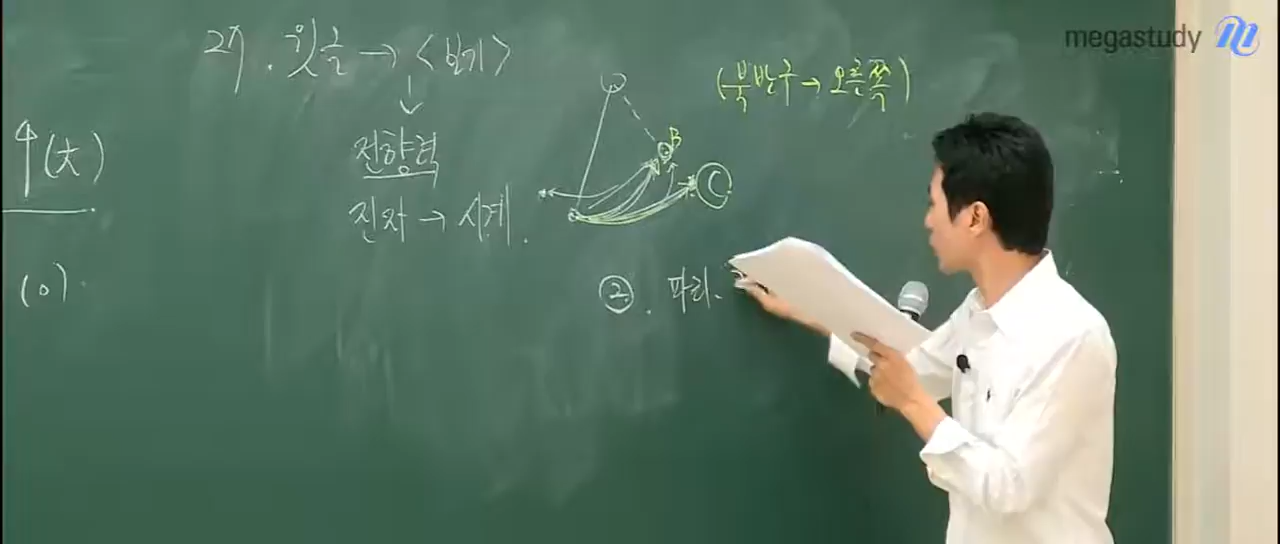 megastudy
27. 윗글 → <보기>
↓
전향력
진자 → 시계.
↑(大)
(o).
(북반구 → 오른쪽)
B
C
②. 파리.